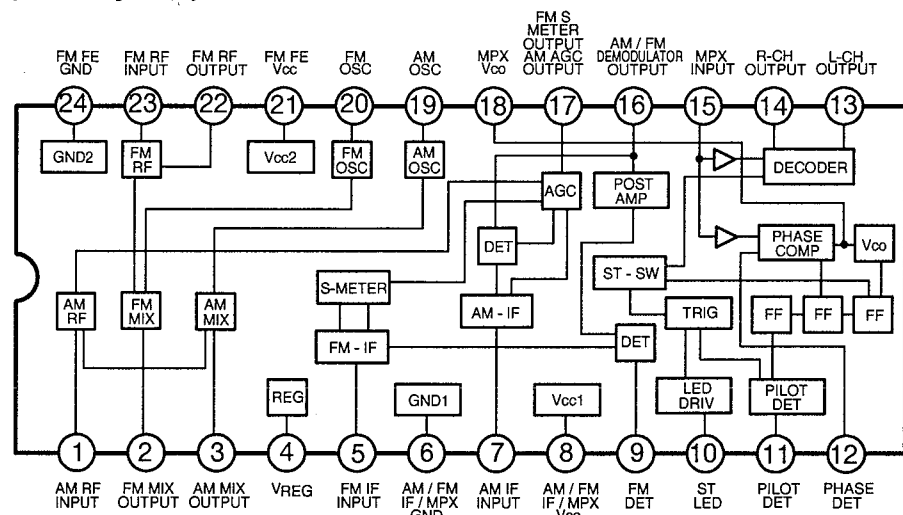 FM FE
GND
FM RF
INPUT
FM RF
OUTPUT
FM FE
Vcc
FM
OSC
AM
OSC
MPX
Vco
FM S
METER
OUTPUT
AM AGC
OUTPUT
AM / FM
DEMODULATOR
OUTPUT
MPX
INPUT
R-CH
OUTPUT
L-CH
OUTPUT
24 23 22 21 20 19 18 17 16 15 14 13
GND2
FM
RF
Vcc2
FM
OSC
AM
OSC
AGC
POST
AMP
DECODER
DET
PHASE
COMP
Vco
S-METER
ST - SW
AM
RF
FM
MIX
AM
MIX
AM - IF
TRIG
FF
FF
FF
FM - IF
DET
REG
GND1
Vcc1
LED
DRIV
PILOT
DET
1 2 3 4 5 6 7 8 9 10 11 12
AM RF
INPUT
FM MIX
OUTPUT
AM MIX
OUTPUT
VREG
FM IF
INPUT
AM / FM
IF / MPX
GND
AM IF
INPUT
AM / FM
IF / MPX
Vcc
FM
DET
ST
LED
PILOT
DET
PHASE
DET